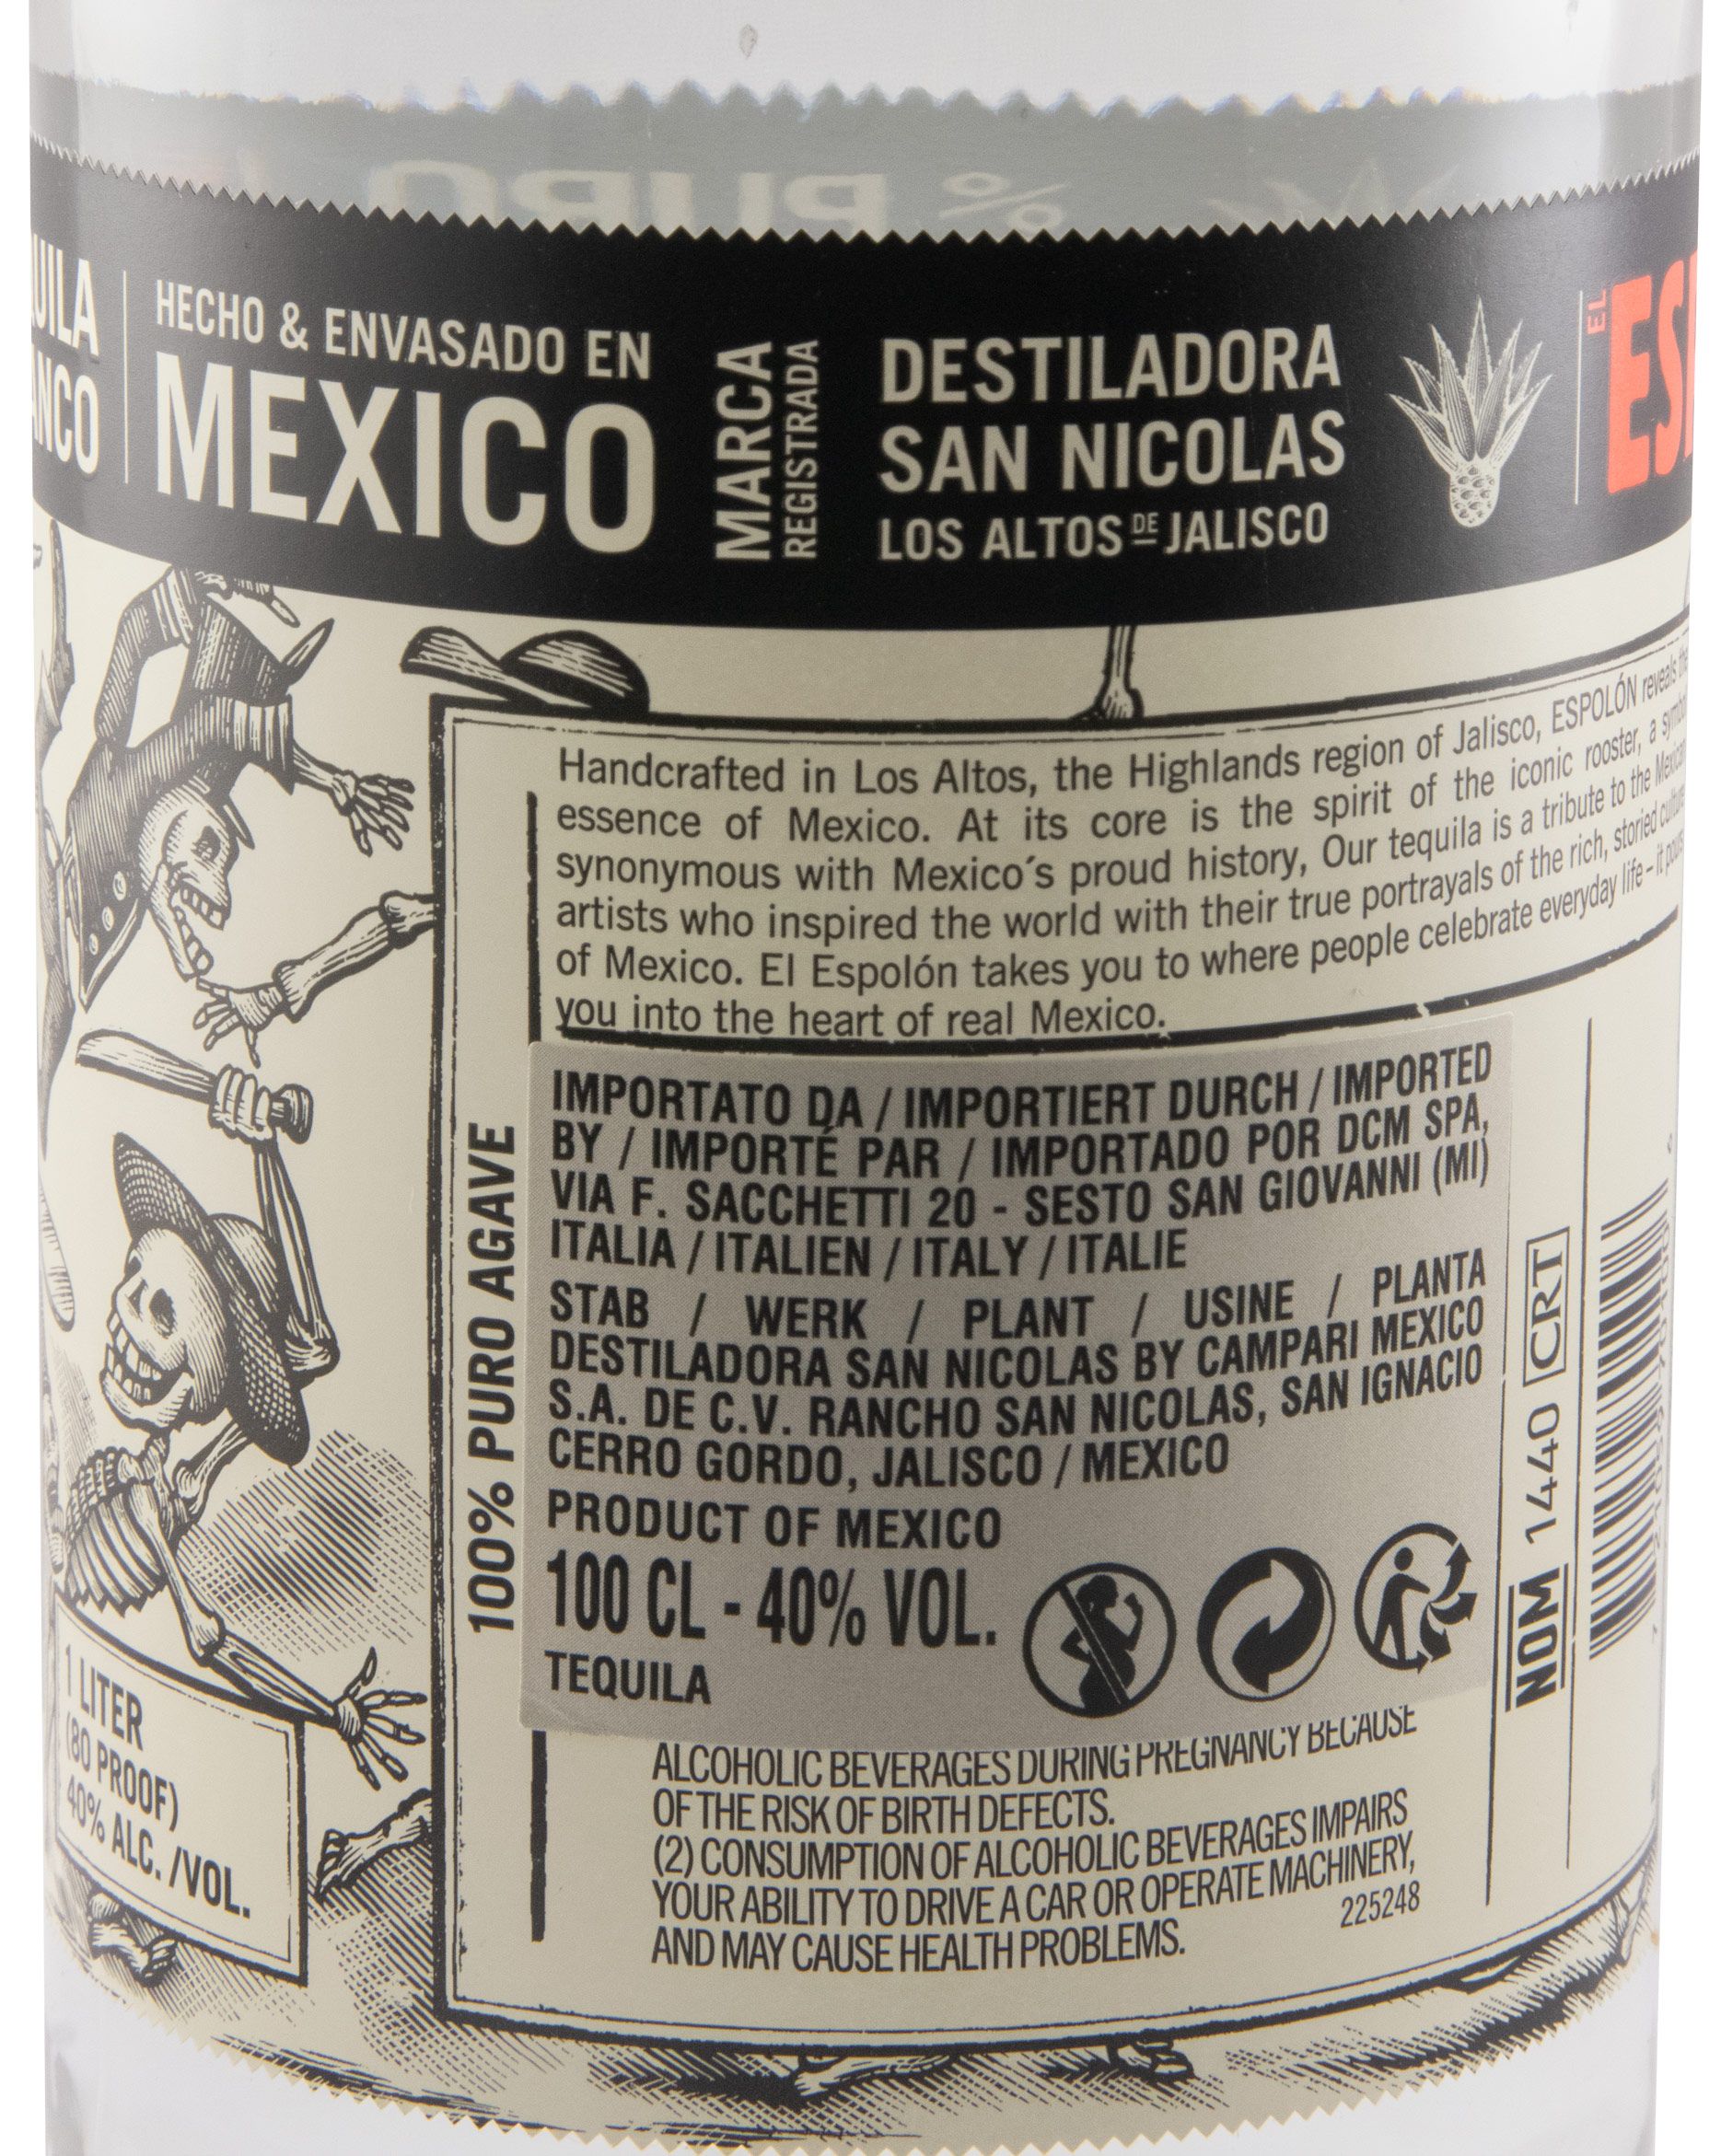 HECHO & ENVASADO EN
MEXICO
MARCA
REGISTRADA
DESTILADORA
SAN NICOLAS
LOS ALTOS DE JALISCO
EL
Handcrafted in Los Altos, the Highlands region of Jalisco, ESPOLÓN reveals the
essence of Mexico. At its core is the spirit of the iconic rooster, a symbol
synonymous with Mexico´s proud history, Our tequila is a tribute to the Mexican
artists who inspired the world with their true portrayals of the rich, storied culture
of Mexico. El Espolón takes you to where people celebrate everyday life – it pours
you into the heart of real Mexico.
100% PURO AGAVE
IMPORTATO DA / IMPORTIERT DURCH / IMPORTED
BY / IMPORTÉ PAR / IMPORTADO POR DCM SPA,
VIA F. SACCHETTI 20 - SESTO SAN GIOVANNI (MI)
ITALIA / ITALIEN / ITALY / ITALIE
STAB / WERK / PLANT / USINE / PLANTA
DESTILADORA SAN NICOLAS BY CAMPARI MEXICO
S.A. DE C.V. RANCHO SAN NICOLAS, SAN IGNACIO
CERRO GORDO, JALISCO / MEXICO
PRODUCT OF MEXICO
100 CL - 40% VOL.
TEQUILA
NOM 1440 CRT
1 LITER
(80 PROOF)
40% ALC. /VOL.
ALCOHOLIC BEVERAGES DURING PREGNANCY BECAUSE
OF THE RISK OF BIRTH DEFECTS.
(2) CONSUMPTION OF ALCOHOLIC BEVERAGES IMPAIRS
YOUR ABILITY TO DRIVE A CAR OR OPERATE MACHINERY,
AND MAY CAUSE HEALTH PROBLEMS.
225248